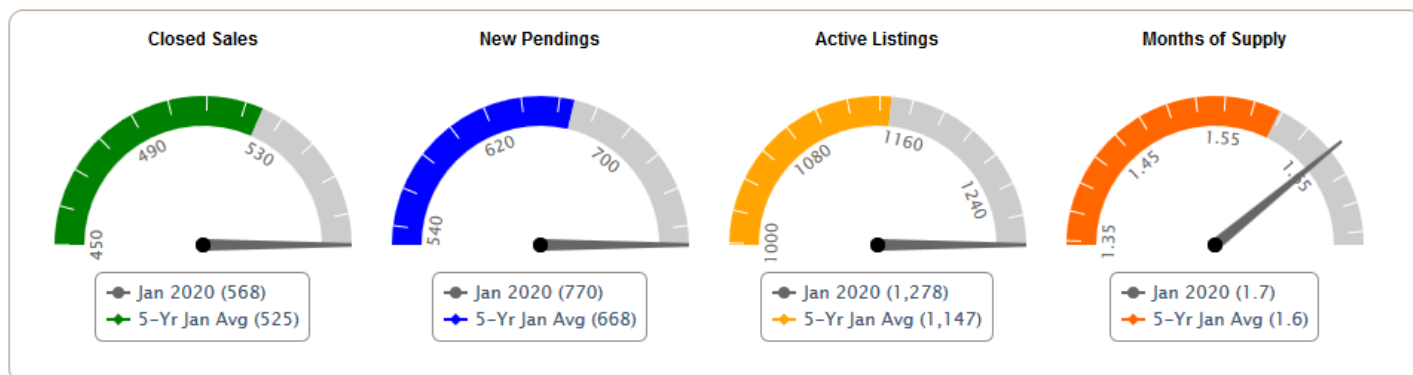 Closed Sales
450
490
530
Jan 2020 (568)
5-Yr Jan Avg (525)
New Pendings
540
620
700
Jan 2020 (770)
5-Yr Jan Avg (668)
Active Listings
1000
1080
1160
1240
Jan 2020 (1,278)
5-Yr Jan Avg (1,147)
Months of Supply
1.35
1.45
1.55
1.65
Jan 2020 (1.7)
5-Yr Jan Avg (1.6)